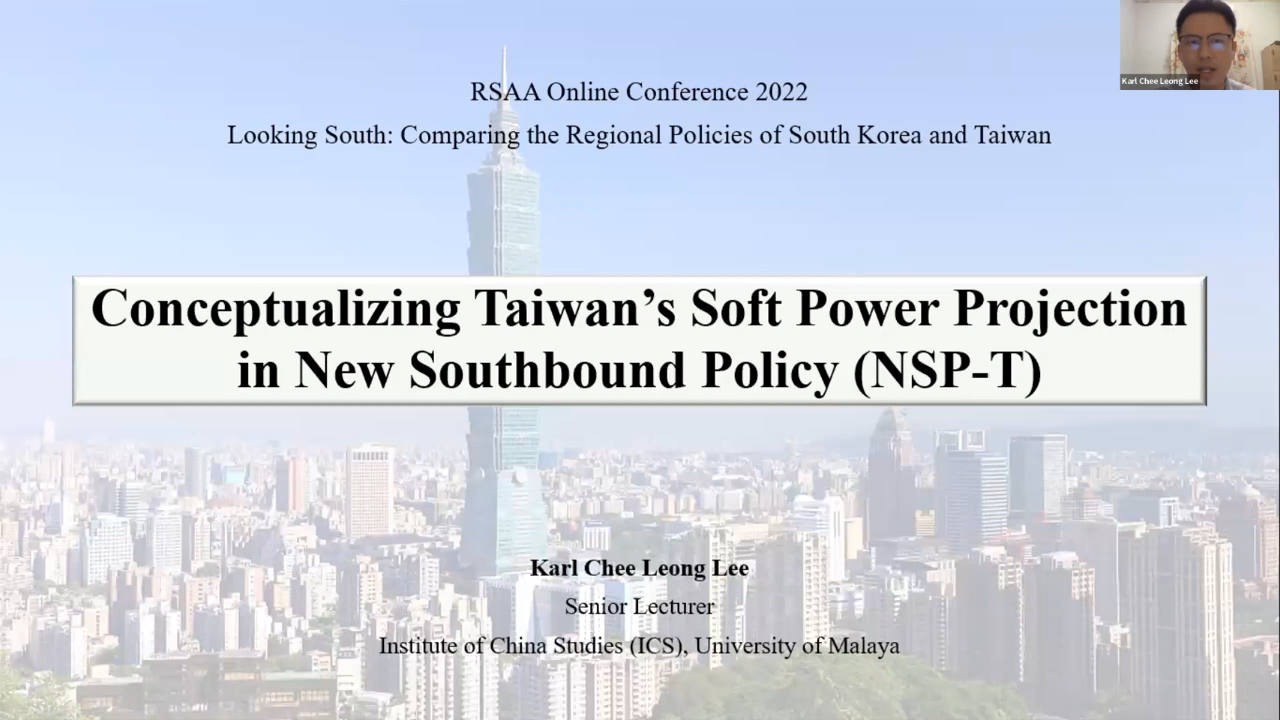 RSAA Online Conference 2022
Looking South: Comparing the Regional Policies of South Korea and Taiwan
Karl Chee Leong Lee
Conceptualizing Taiwan’s Soft Power Projection
in New Southbound Policy (NSP-T)
Karl Chee Leong Lee
Senior Lecturer
Institute of China Studies (ICS), University of Malaya